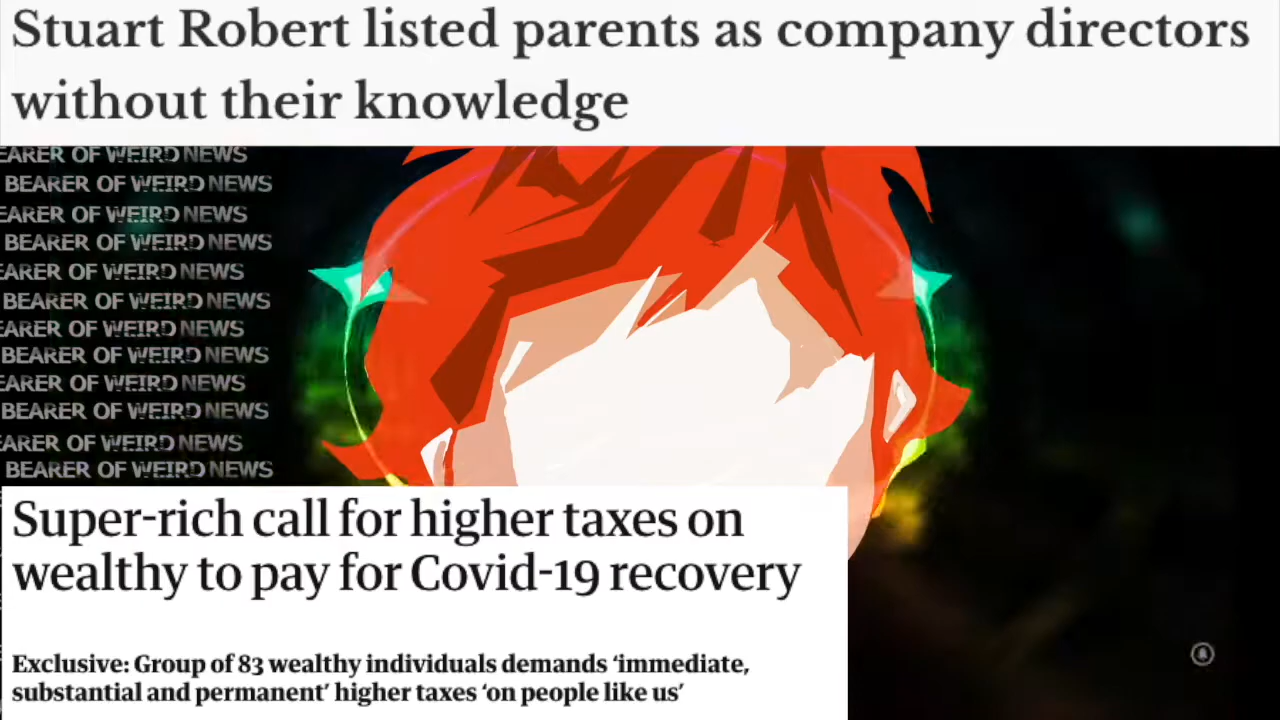 Stuart Robert listed parents as company directors
without their knowledge
EARER OF WEIRD NEWS
BEARER OF WEIRD NEWS
EARER OF WEIRD NEWS
BEARER OF WEIRD NEWS
EARER OF WEIRD NEWS
BEARER OF WEIRD NEWS
EARER OF WEIRD NEWS
BEARER OF WEIRD NEWS
EARER OF WEIRD NEWS
BEARER OF WEIRD NEWS
EARER OF WEIRD NEWS
BEARER OF WEIRD NEWS
Super-rich call for higher taxes on
wealthy to pay for Covid-19 recovery
Exclusive: Group of 83 wealthy individuals demands ‘immediate,
substantial and permanent’ higher taxes ‘on people like us’